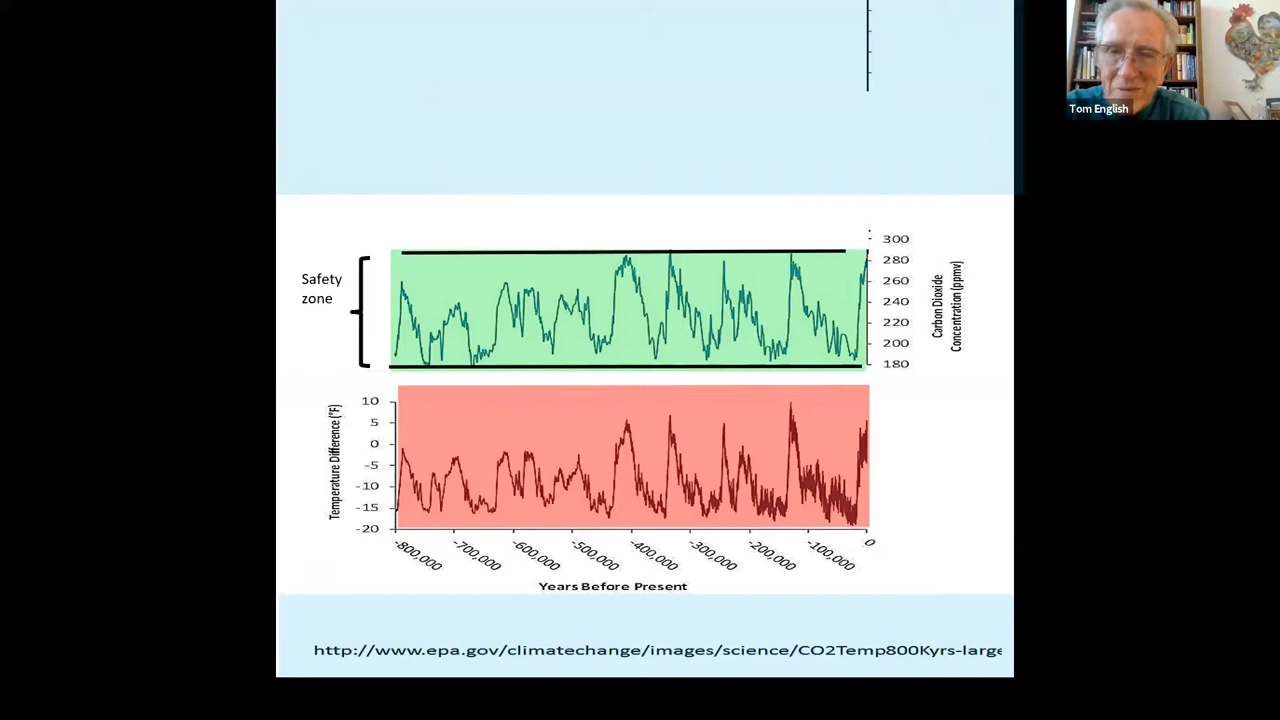 Tom English
Safety
zone
300
280
260
240
220
200
180
Carbon Dioxide
Concentration (ppmv)
Temperature Difference (°F)
10
5
0
-5
-10
-15
-20
-800,000
-700,000
-600,000
-500,000
-400,000
-300,000
-200,000
-100,000
0
Years Before Present
http://www.epa.gov/climatechange/images/science/CO2Temp800Kyrs-large